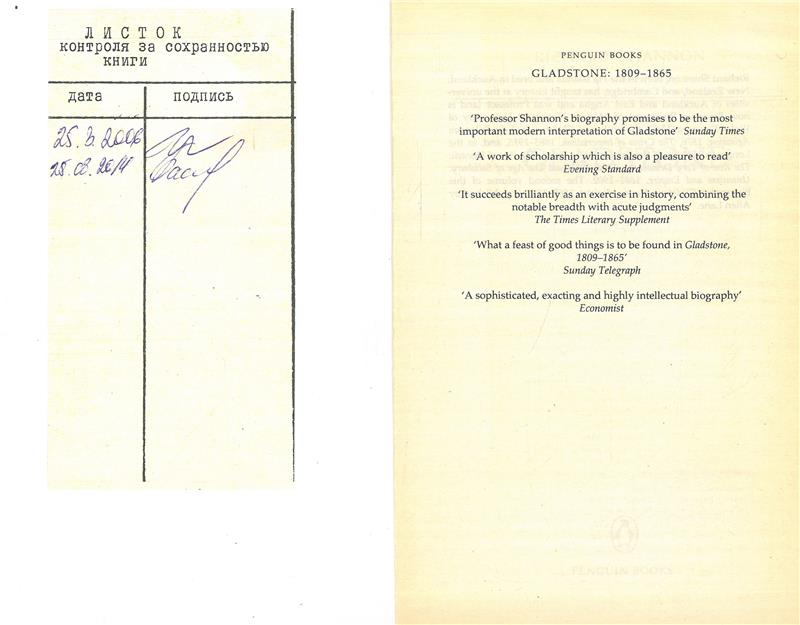 ЛИСТОК
контроля за сохранностью
книги
дата
подпись
25.3.2006
25.08.2014
PENGUIN BOOKS
GLADSTONE: 1809–1865
‘Professor Shannon’s biography promises to be the most
important modern interpretation of Gladstone’ Sunday Times
‘A work of scholarship which is also a pleasure to read’
Evening Standard
‘It succeeds brilliantly as an exercise in history, combining the
notable breadth with acute judgments’
The Times Literary Supplement
‘What a feast of good things is to be found in Gladstone,
1809–1865’
Sunday Telegraph
‘A sophisticated, exacting and highly intellectual biography’
Economist
PENGUIN BOOKS